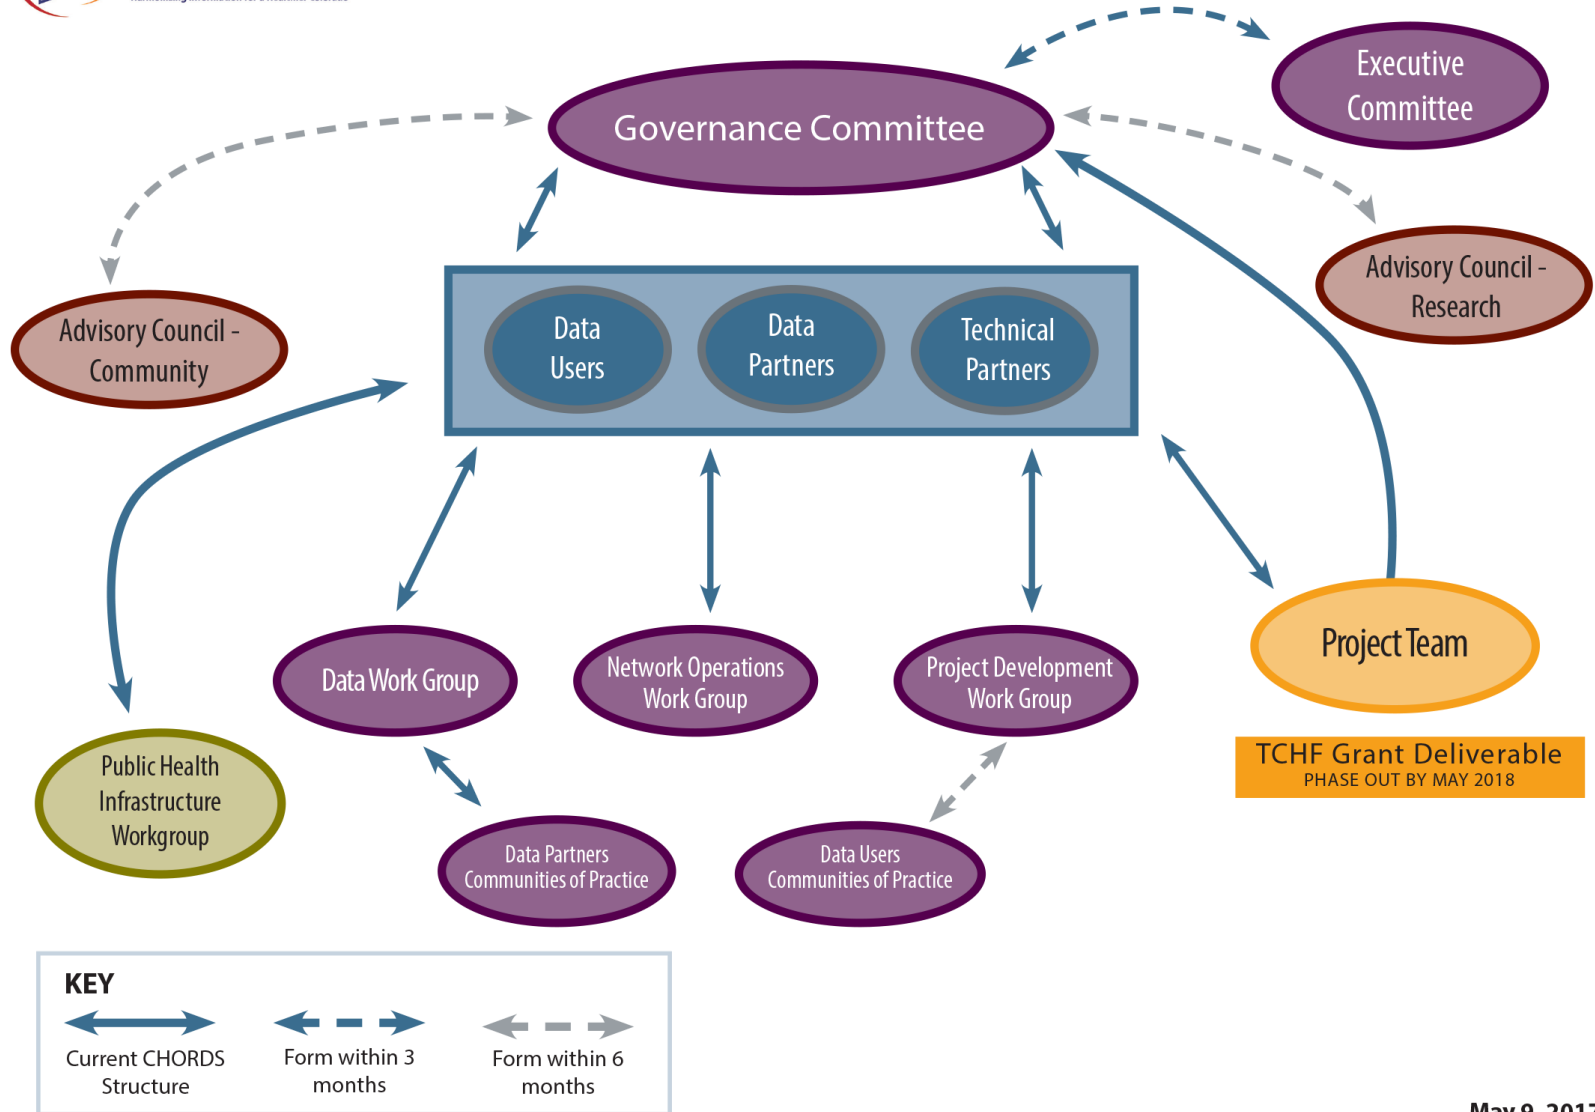 Executive
Committee
Governance Committee
Advisory Council -
Research
Advisory Council -
Community
Data
Users
Data
Partners
Technical
Partners
Data Work Group
Network Operations
Work Group
Project Development
Work Group
Project Team
TCHF Grant Deliverable
PHASE OUT BY MAY 2018
Public Health
Infrastructure
Workgroup
Data Partners
Communities of Practice
Data Users
Communities of Practice
KEY
Current CHORDS
Structure
Form within 3
months
Form within 6
months
May 9, 2017